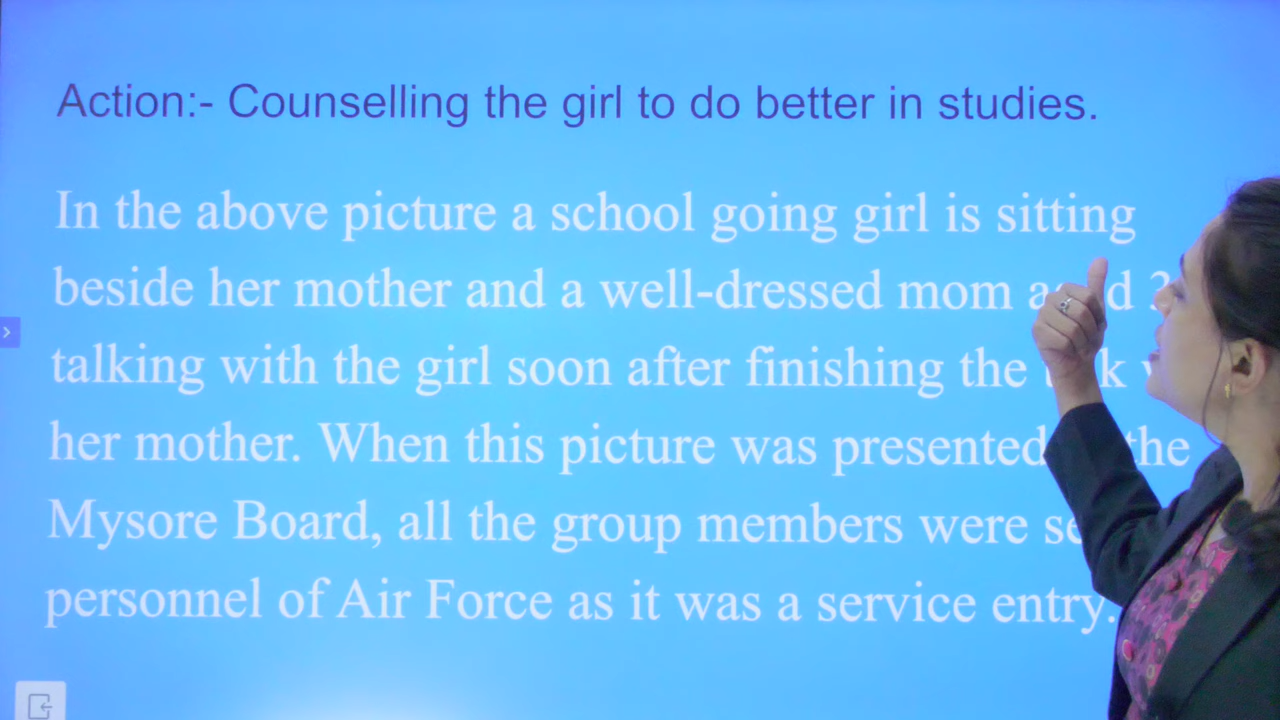 Action:- Counselling the girl to do better in studies.
In the above picture a school going girl is sitting
beside her mother and a well-dressed mom
talking with the girl soon after finishing the
her mother. When this picture was presented the
Mysore Board, all the group members were
personnel of Air Force as it was a service entry.